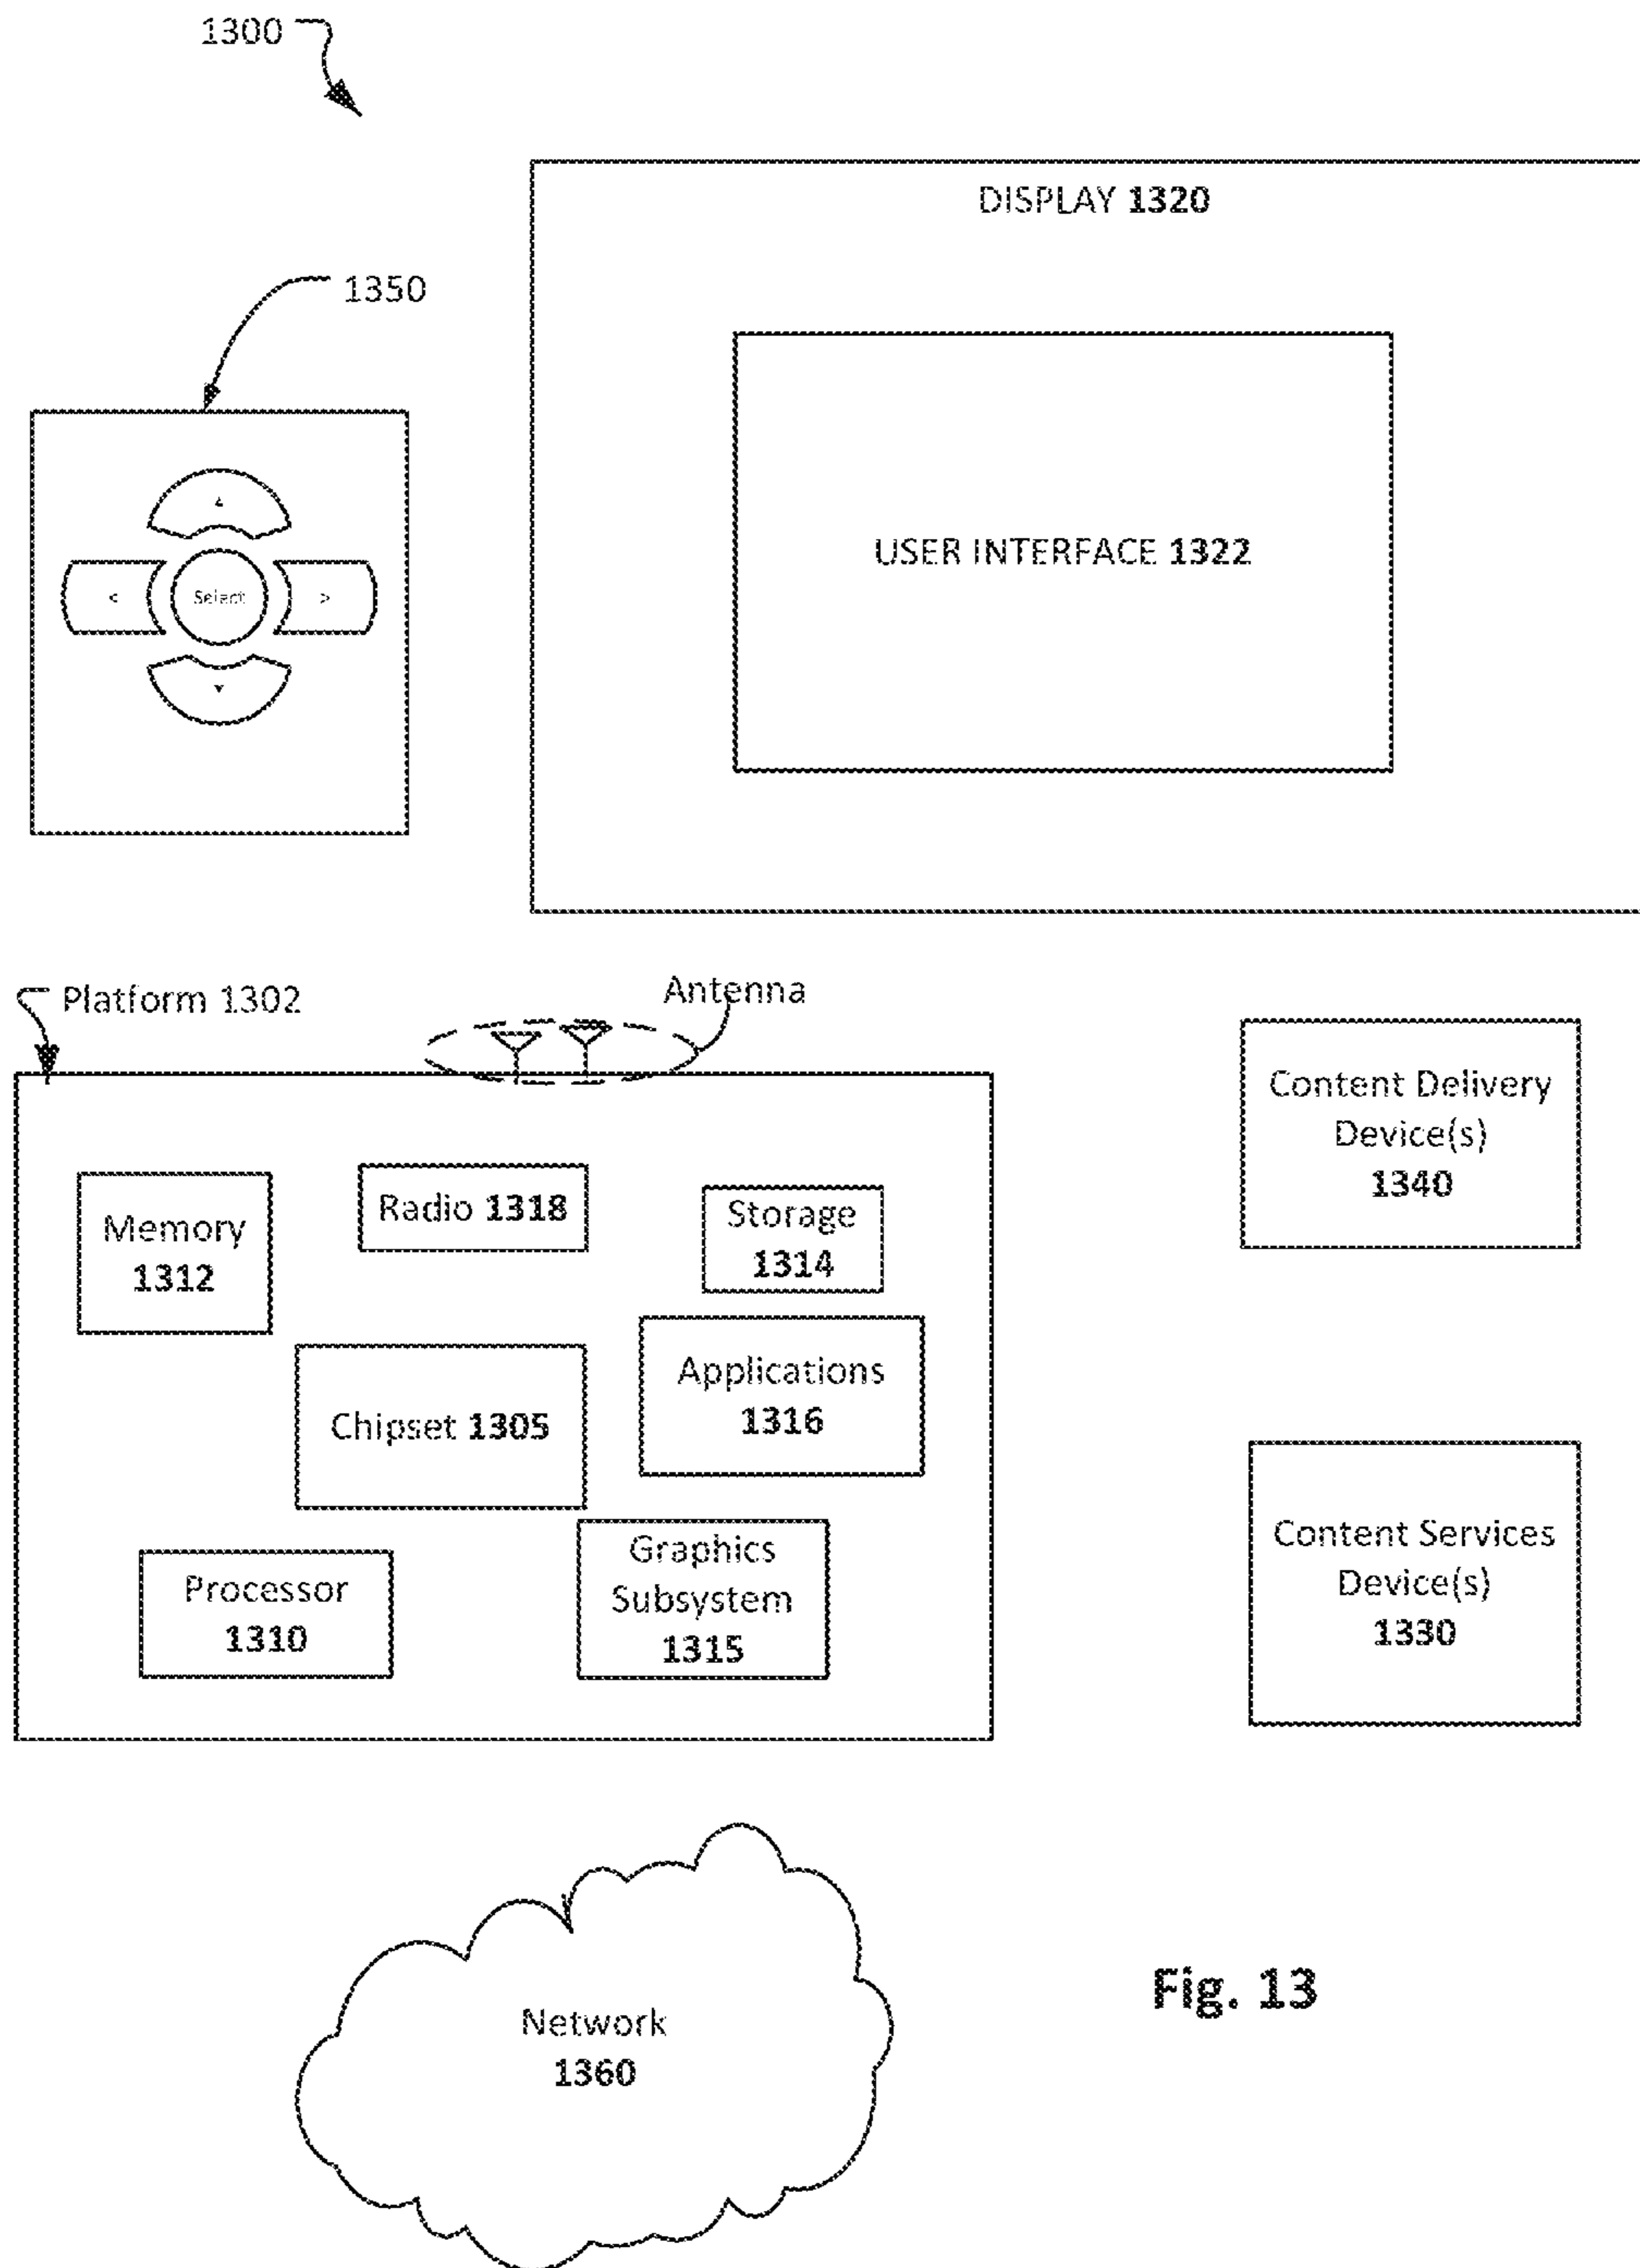 1300
DISPLAY 1320
1350
USER INTERFACE 1322
< Select >
Platform 1302
Antenna
Content Delivery
Device(s)
1340
Memory
1312
Radio 1318
Storage
1314
Chipset 1305
Applications
1316
Processor
1310
Graphics
Subsystem
1315
Content Services
Device(s)
1330
Network
1360
Fig. 13